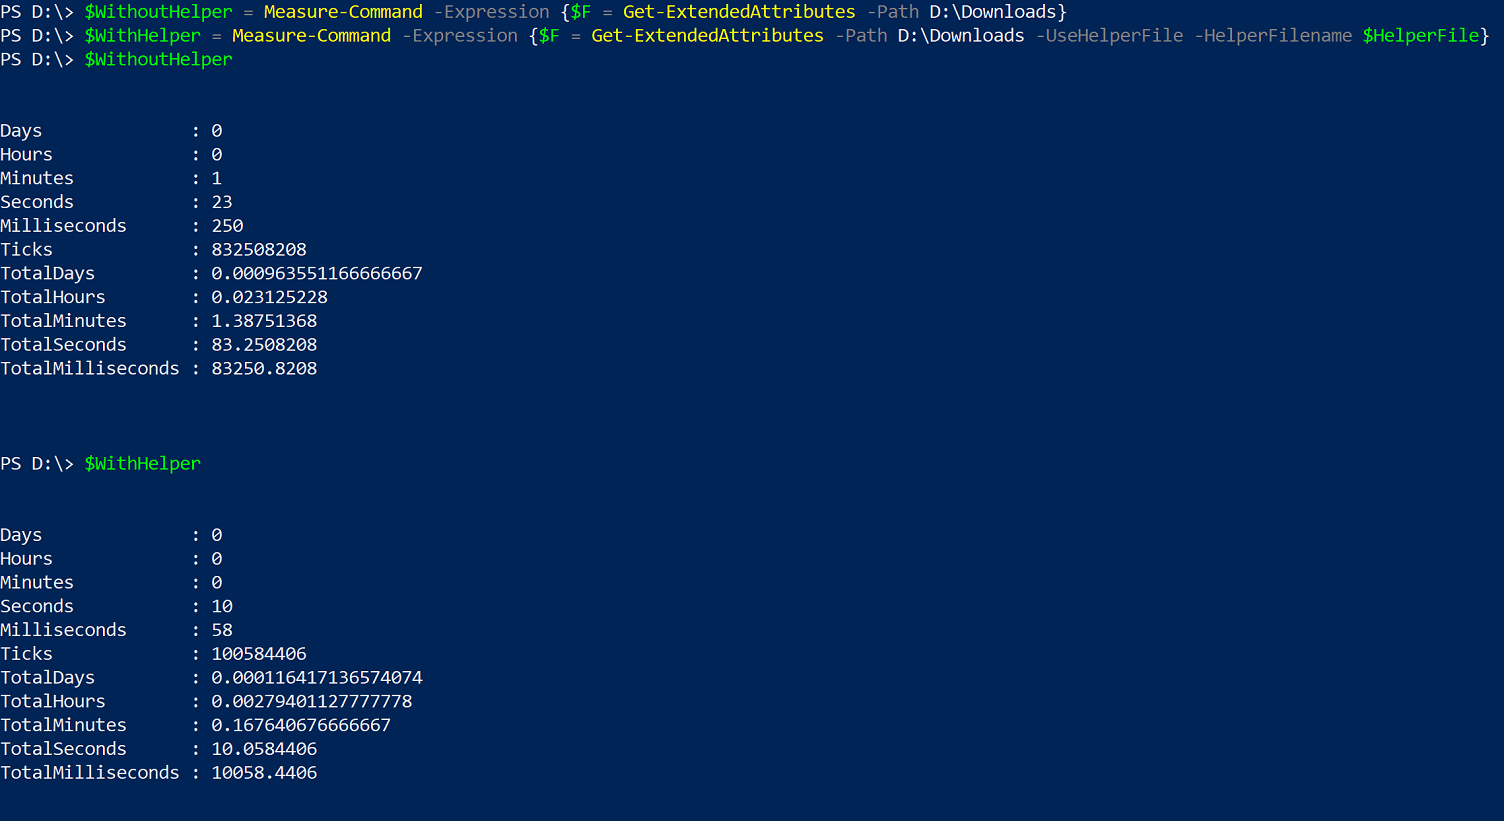 PS D:\> $WithoutHelper = Measure-Command -Expression {$F = Get-ExtendedAttributes -Path D:\Downloads}
PS D:\> $WithHelper = Measure-Command -Expression {$F = Get-ExtendedAttributes -Path D:\Downloads -UseHelperFile -HelperFilename $HelperFile}
PS D:\> $WithoutHelper
Days              : 0
Hours             : 0
Minutes           : 1
Seconds           : 23
Milliseconds      : 250
Ticks             : 832508208
TotalDays         : 0.000963551166666667
TotalHours        : 0.023125228
TotalMinutes      : 1.38751368
TotalSeconds      : 83.2508208
TotalMilliseconds : 83250.8208
PS D:\> $WithHelper
Days              : 0
Hours             : 0
Minutes           : 0
Seconds           : 10
Milliseconds      : 58
Ticks             : 100584406
TotalDays         : 0.000116417136574074
TotalHours        : 0.00279401127777778
TotalMinutes      : 0.167640676666667
TotalSeconds      : 10.0584406
TotalMilliseconds : 10058.4406